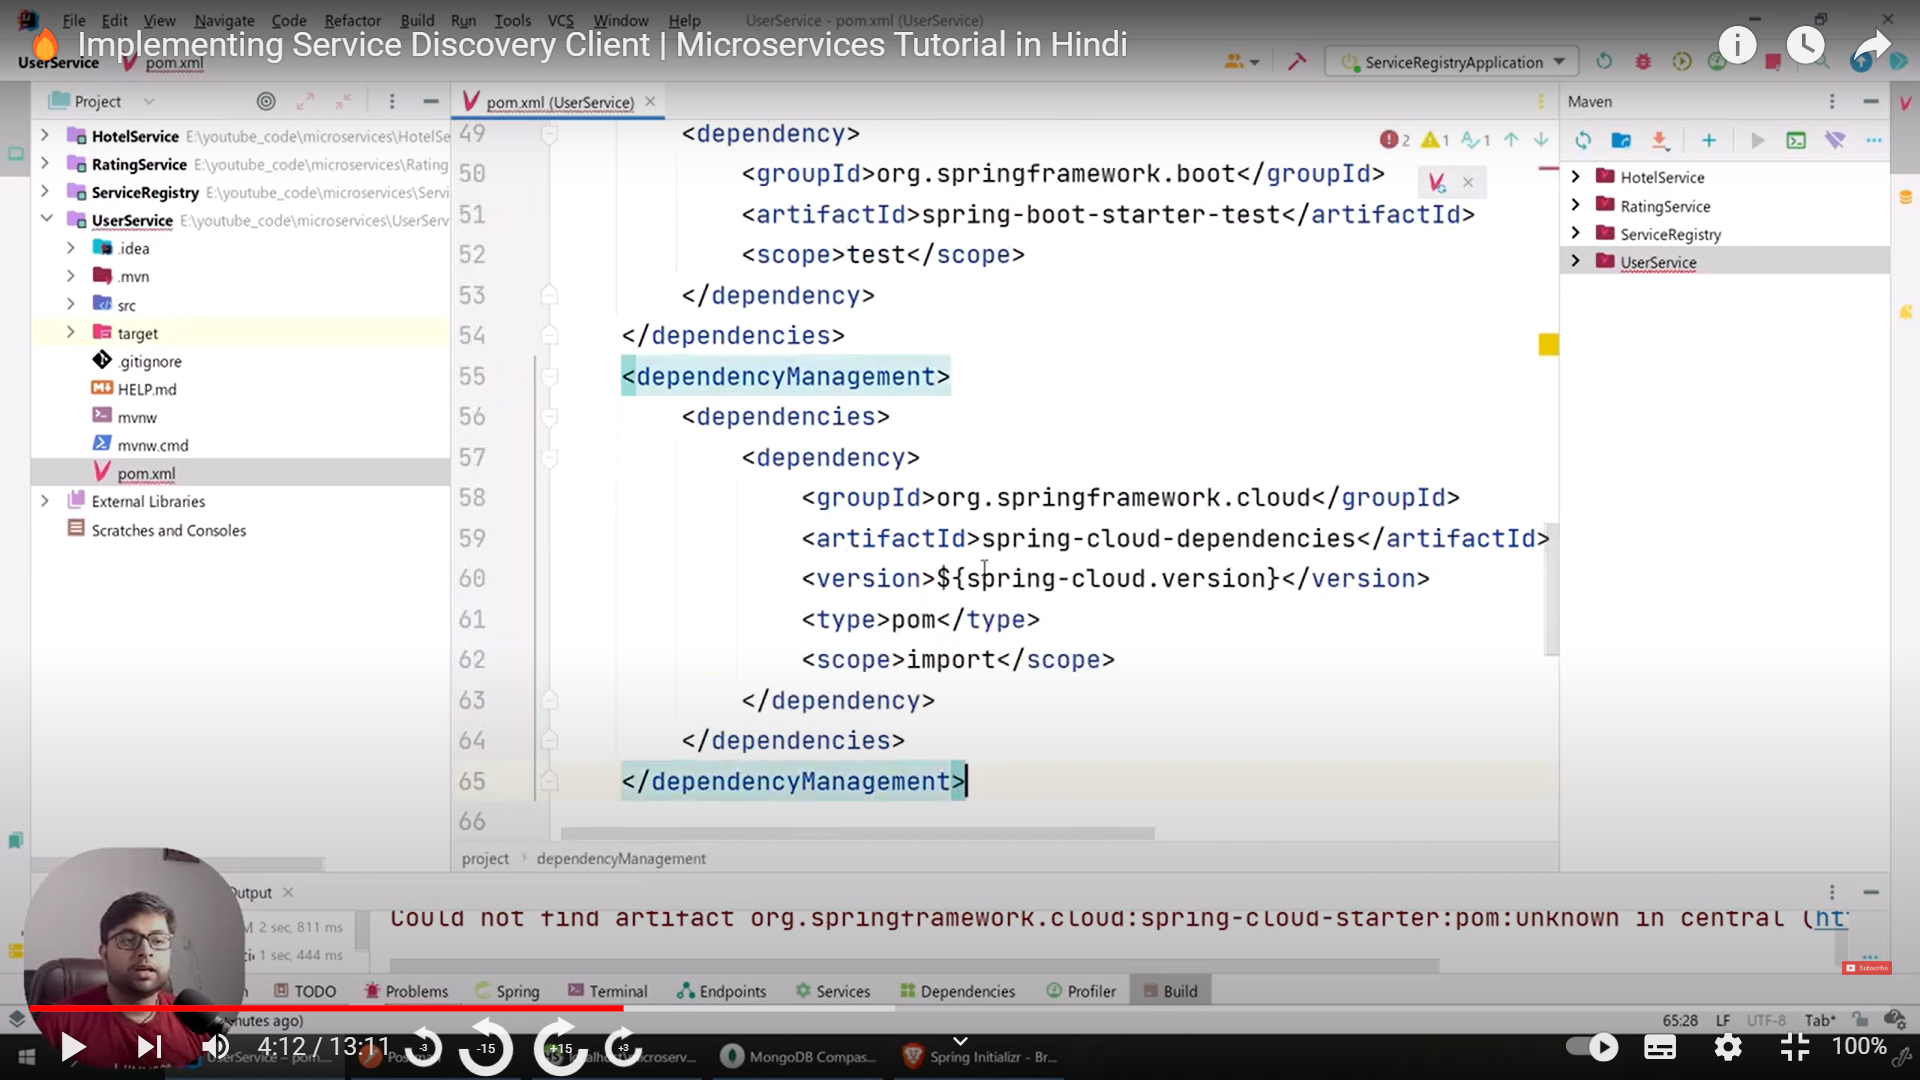 File Edit View Navigate Code Refactor Build Run Tools VCS Window Help UserService - pom.xml (UserService)
Implementing Service Discovery Client | Microservices Tutorial in Hindi
UserService pom.xml
ServiceRegistryApplication
Project
pom.xml (UserService)
Maven
HotelService E:\youtube_code\microservices\HotelSe
RatingService E:\youtube_code\microservices\Rating
ServiceRegistry E:\youtube_code\microservices\Servi
UserService E:\youtube_code\microservices\UserServ
.idea
.mvn
src
target
.gitignore
HELP.md
mvnw
mvnw.cmd
pom.xml
External Libraries
Scratches and Consoles
2 1 1
49 <dependency>
50 <groupId>org.springframework.boot</groupId>
51 <artifactId>spring-boot-starter-test</artifactId>
52 <scope>test</scope>
53 </dependency>
54 </dependencies>
55 <dependencyManagement>
56 <dependencies>
57 <dependency>
58 <groupId>org.springframework.cloud</groupId>
59 <artifactId>spring-cloud-dependencies</artifactId>
60 <version>${spring-cloud.version}</version>
61 <type>pom</type>
62 <scope>import</scope>
63 </dependency>
64 </dependencies>
65 </dependencyManagement>
66
project › dependencyManagement
HotelService
RatingService
ServiceRegistry
UserService
Output
2 sec, 811 ms
1 sec, 444 ms
Could not find artifact org.springframework.cloud:spring-cloud-starter:pom:unknown in central (ht
Subscribe
TODO Problems Spring Terminal Endpoints Services Dependencies Profiler Build
minutes ago)
65:28 LF UTF-8 Tab*
4:12 / 13:11
-3 -15 +15 +3
UserService – pom....
MongoDB Compas...
Spring Initializr - Br...
100%